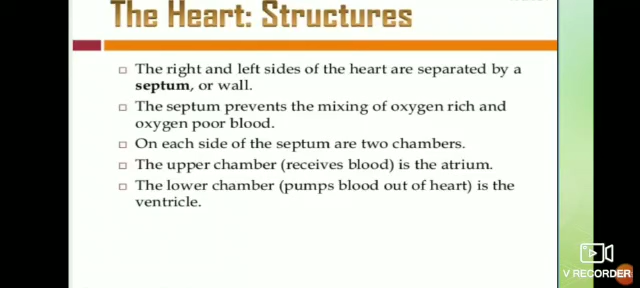 The Heart: Structures
□ The right and left sides of the heart are separated by a
septum, or wall.
□ The septum prevents the mixing of oxygen rich and
oxygen poor blood.
□ On each side of the septum are two chambers.
□ The upper chamber (receives blood) is the atrium.
□ The lower chamber (pumps blood out of heart) is the
ventricle.
V RECORDER